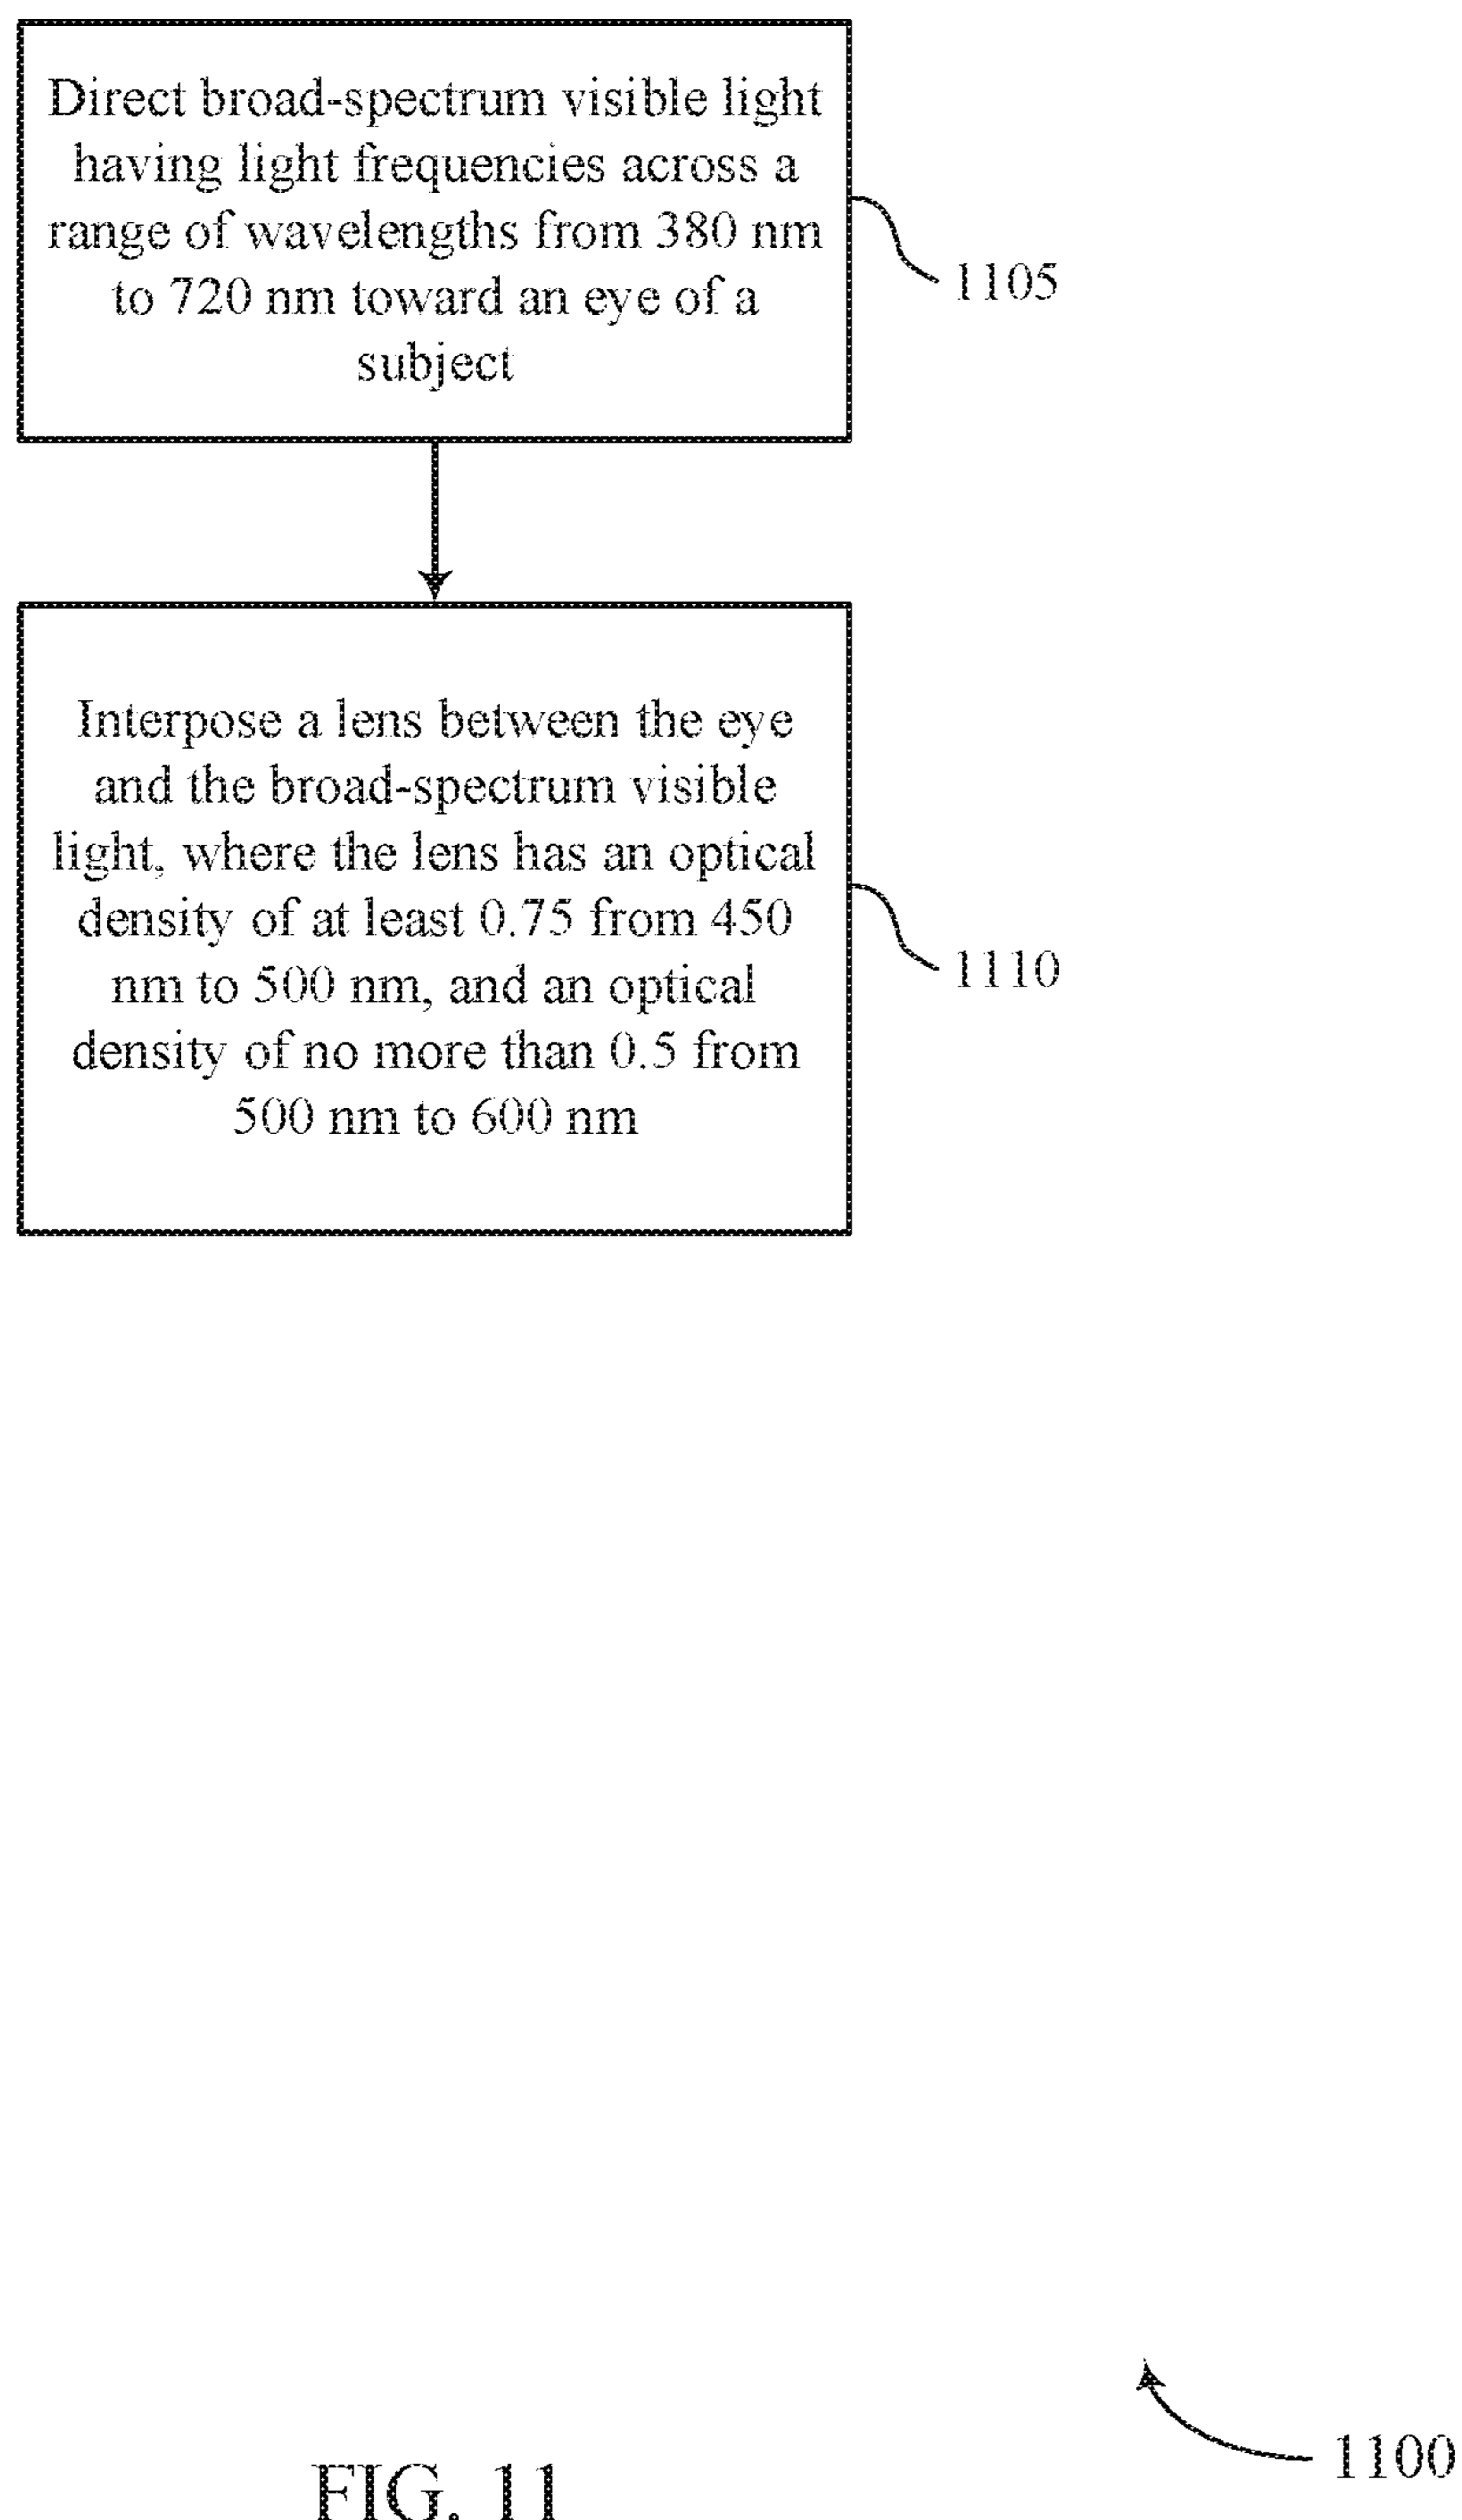 Direct broad-spectrum visible light
having light frequencies across a
range of wavelengths from 380 nm
to 720 nm toward an eye of a
subject
1105
Interpose a lens between the eye
and the broad-spectrum visible
light, where the lens has an optical
density of at least 0.75 from 450
nm to 500 nm, and an optical
density of no more than 0.5 from
500 nm to 600 nm
1110
1100
FIG. 11